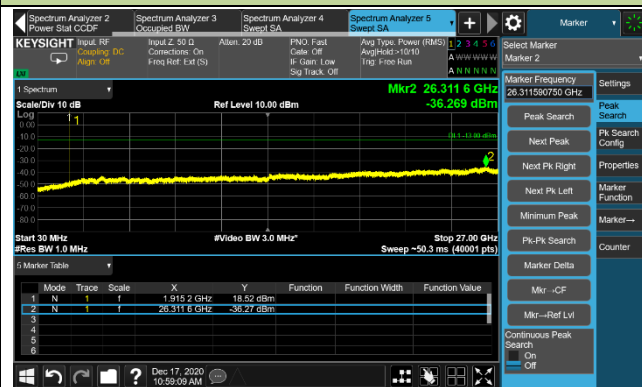 Spectrum Analyzer 2
Power Stat CCDF
Spectrum Analyzer 3
Occupied BW
Spectrum Analyzer 4
Swept SA
Spectrum Analyzer 5
Swept SA
Marker
KEYSIGHT
Input: RF
Coupling: DC
Align: Off
Input Z: 50 Ω
Corrections: On
Freq Ref: Ext (S)
Atten: 20 dB
PNO: Fast
Gate: Off
IF Gain: Low
Sig Track: Off
Avg Type: Power (RMS)
Avg|Hold:>10/10
Trig: Free Run
1 2 3 4 5 6
A W W W W W
A N N N N N
LXI
Select Marker
Marker 2
1 Spectrum
Scale/Div 10 dB
Log
Ref Level 10.00 dBm
Mkr2 26.311 6 GHz
-36.269 dBm
0.00
-10.0
-20.0
-30.0
-40.0
-50.0
-60.0
-70.0
-80.0
1
2
DL1 -13.00 dBm
Start 30 MHz
#Res BW 1.0 MHz
#Video BW 3.0 MHz*
Stop 27.00 GHz
Sweep ~50.3 ms (40001 pts)
5 Marker Table
Mode Trace Scale X Y Function Function Width Function Value
1 N 1 f 1.915 2 GHz 18.52 dBm
2 N 1 f 26.311 6 GHz -36.27 dBm
3
4
5
6
Marker Frequency
26.311590750 GHz
Peak Search
Next Peak
Next Pk Right
Next Pk Left
Minimum Peak
Pk-Pk Search
Marker Delta
Mkr→CF
Mkr→Ref Lvl
Continuous Peak
Search
On
Off
Settings
Peak
Search
Pk Search
Config
Properties
Marker
Function
Marker→
Counter
Dec 17, 2020
10:59:09 AM